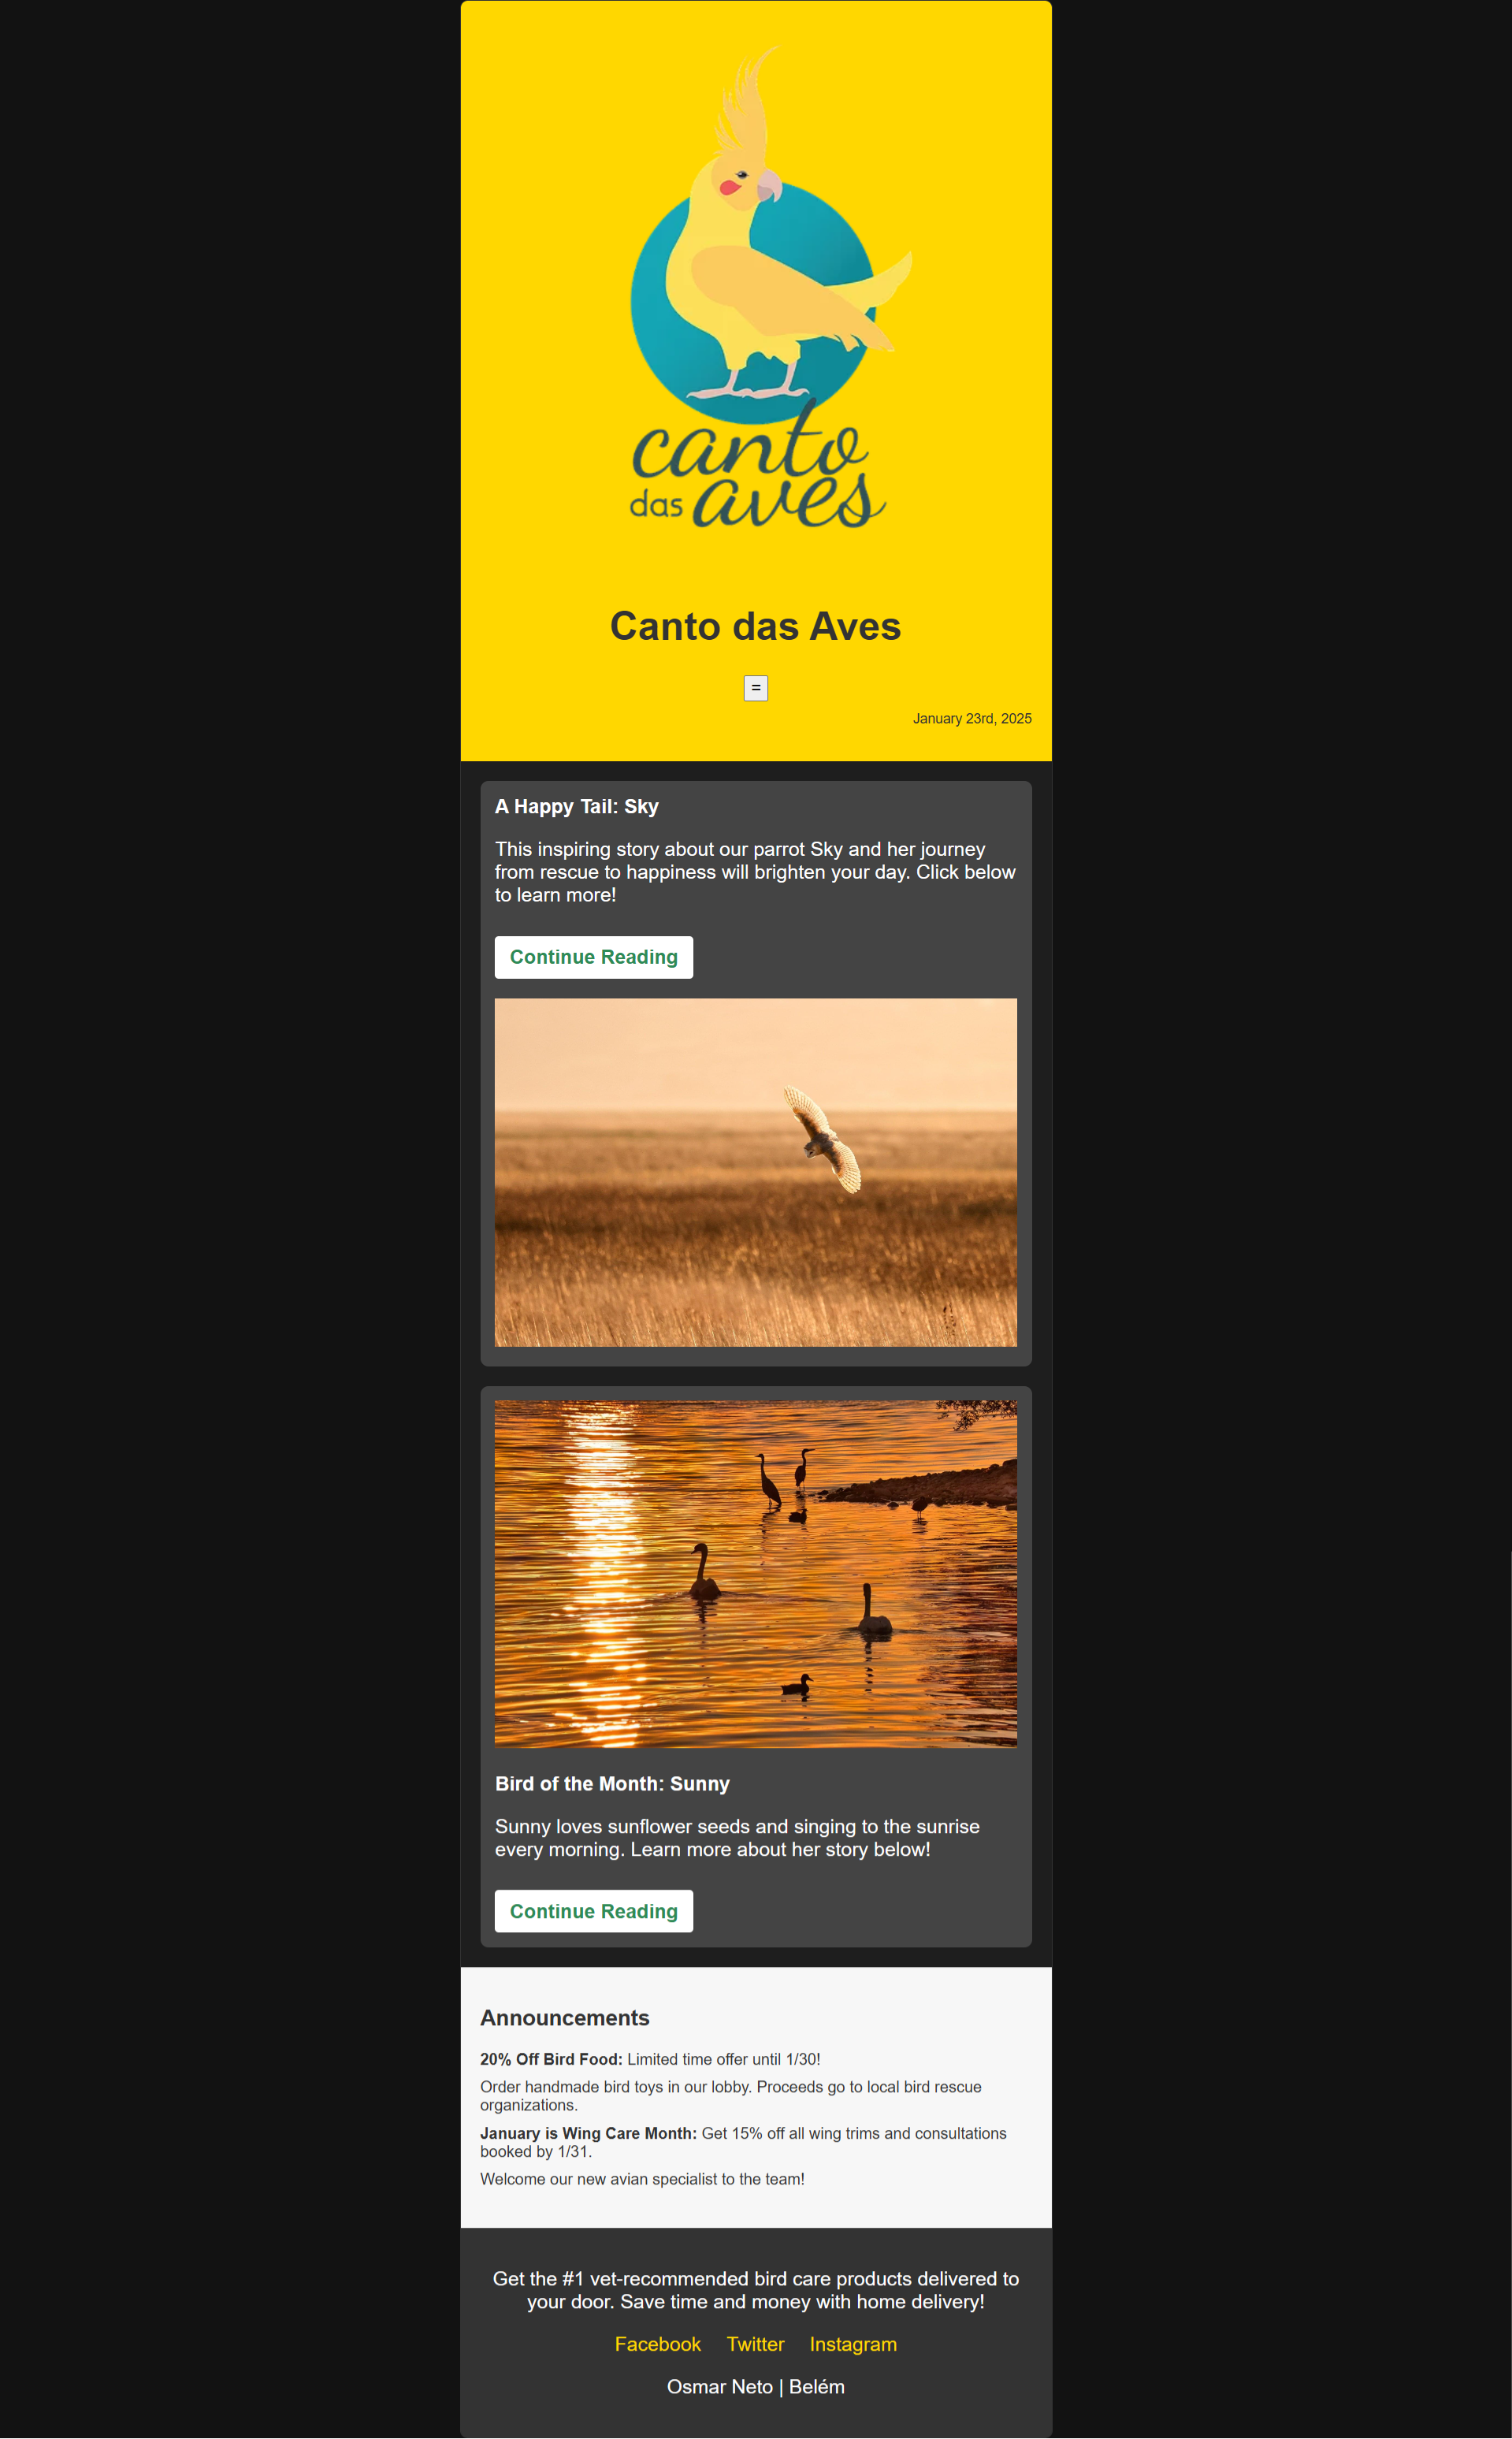 canto
das aves
Canto das Aves
=
January 23rd, 2025
A Happy Tail: Sky
This inspiring story about our parrot Sky and her journey
from rescue to happiness will brighten your day. Click below
to learn more!
Continue Reading
Bird of the Month: Sunny
Sunny loves sunflower seeds and singing to the sunrise
every morning. Learn more about her story below!
Continue Reading
Announcements
20% Off Bird Food: Limited time offer until 1/30!
Order handmade bird toys in our lobby. Proceeds go to local bird rescue
organizations.
January is Wing Care Month: Get 15% off all wing trims and consultations
booked by 1/31.
Welcome our new avian specialist to the team!
Get the #1 vet-recommended bird care products delivered to
your door. Save time and money with home delivery!
Facebook Twitter Instagram
Osmar Neto | Belém